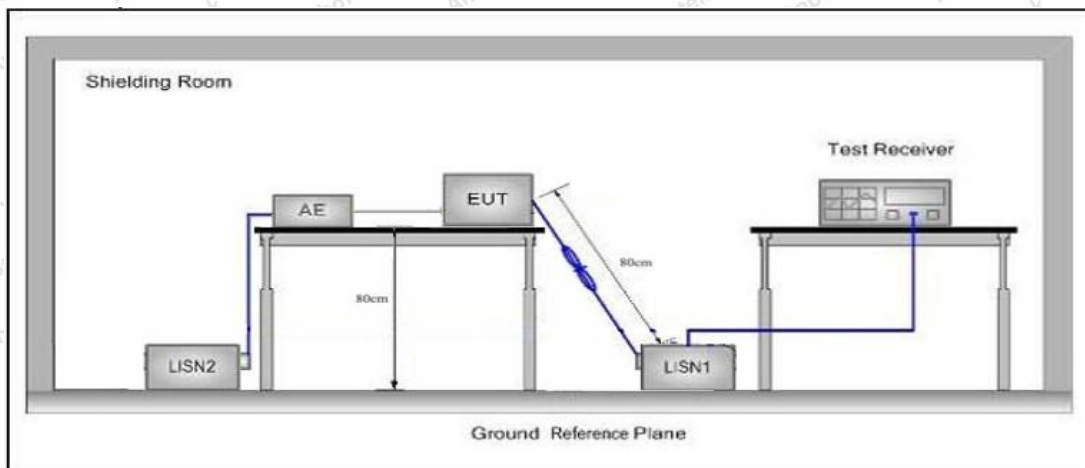 Shielding Room
Test Receiver
AE
EUT
80cm
80cm
LISN2
LISN1
Ground Reference Plane